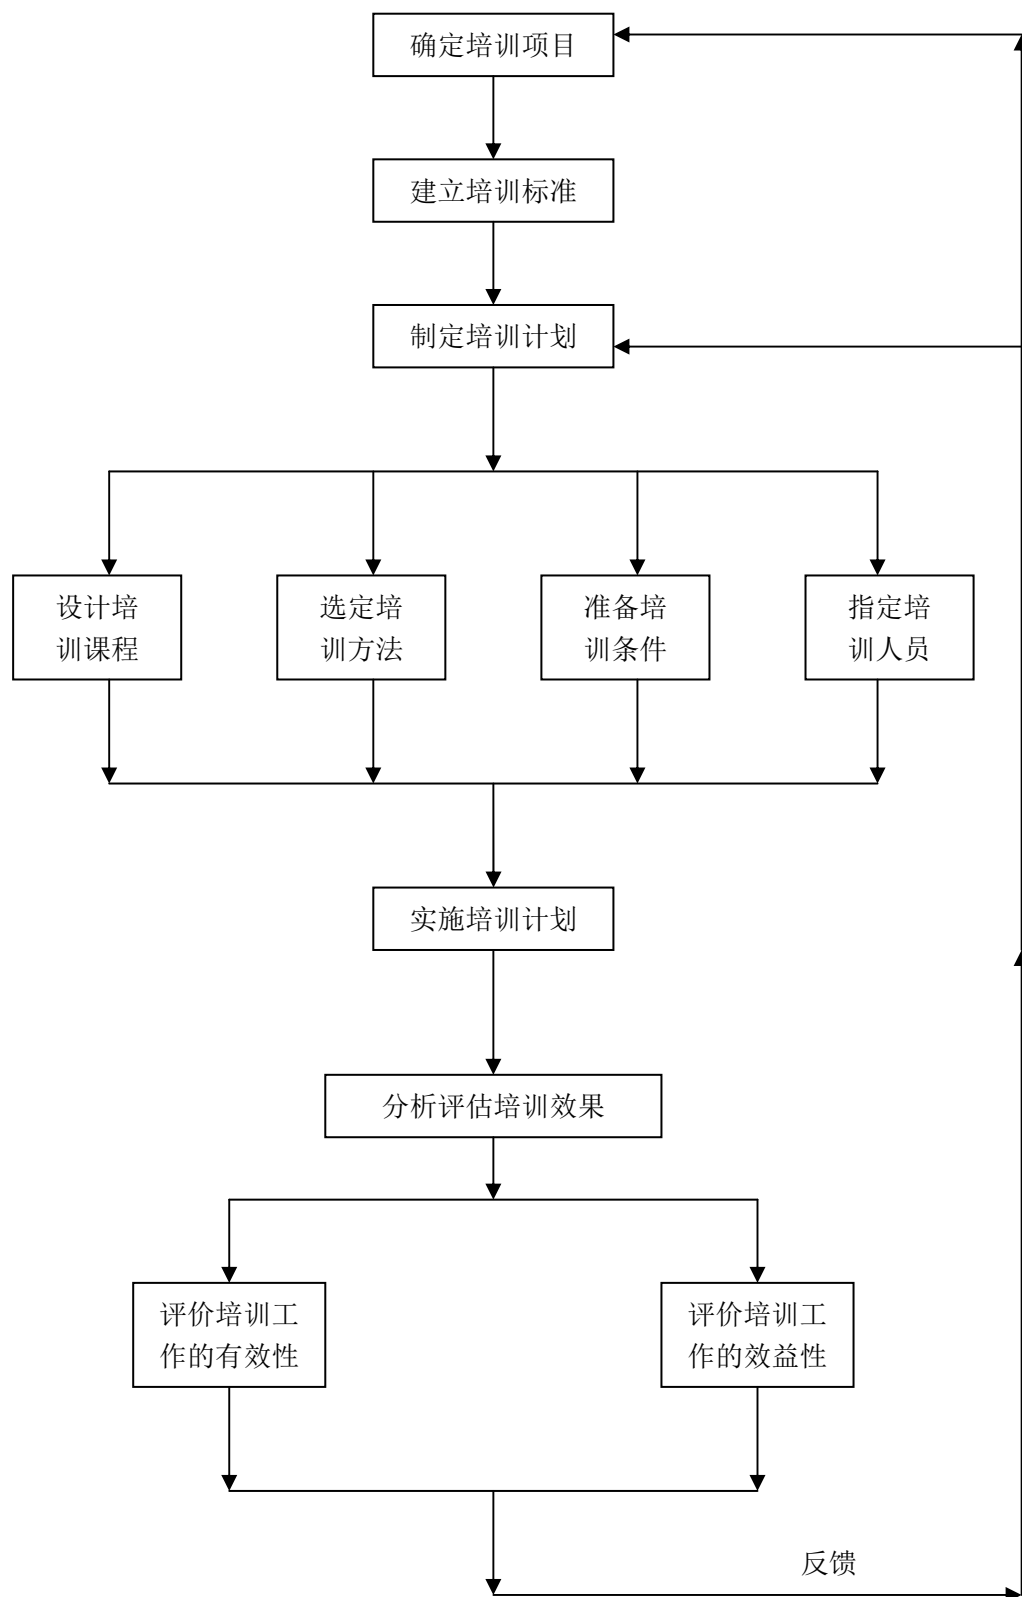 确定培训项目
建立培训标准
制定培训计划
设计培
训课程
选定培
训方法
准备培
训条件
指定培
训人员
实施培训计划
分析评估培训效果
评价培训工
作的有效性
评价培训工
作的效益性
反馈